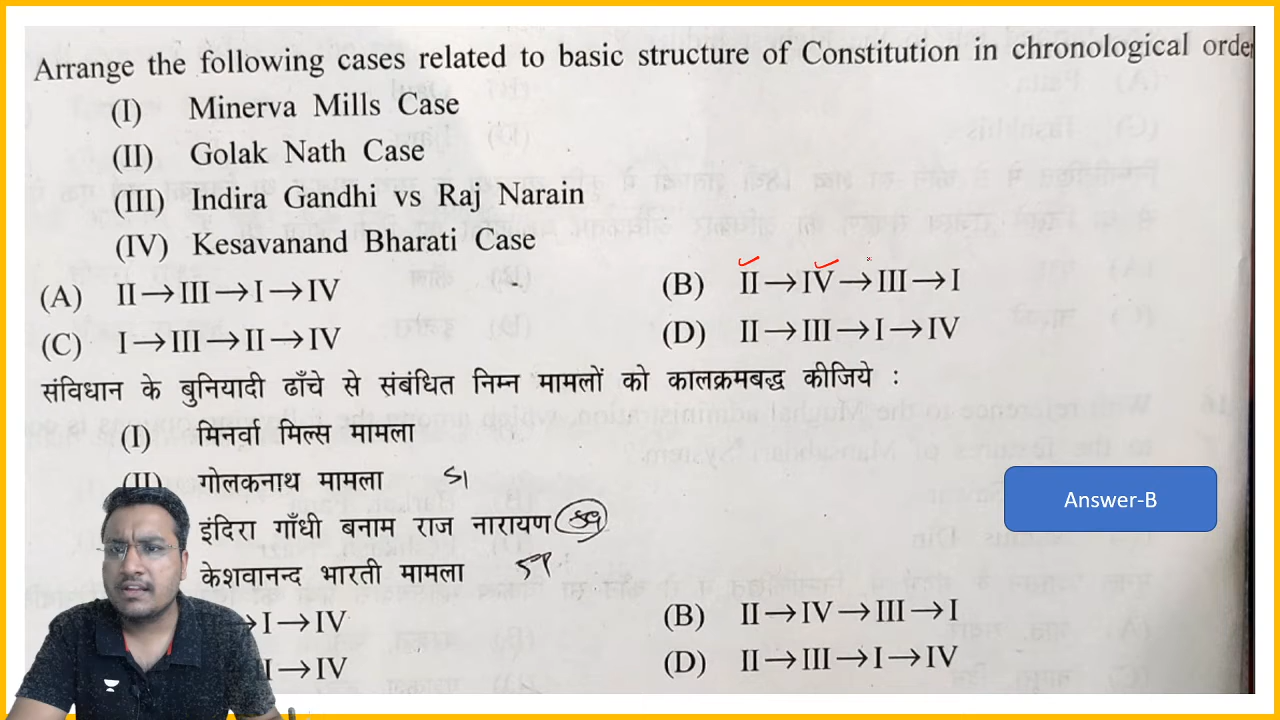 Arrange the following cases related to basic structure of Constitution in chronological orde
(I) Minerva Mills Case
(II) Golak Nath Case
(III) Indira Gandhi vs Raj Narain
(IV) Kesavanand Bharati Case
(A) II→III→I→IV
(B) II→IV→III→I
(C) I→III→II→IV
(D) II→III→I→IV
संविधान के बुनियादी ढाँचे से संबंधित निम्न मामलों को कालक्रमबद्ध कीजिये :
(I) मिनर्वा मिल्स मामला
(II) गोलकनाथ मामला
इंदिरा गाँधी बनाम राज नारायण
केशवानन्द भारती मामला
Answer-B
→I→IV
(B) II→IV→III→I
I→IV
(D) II→III→I→IV